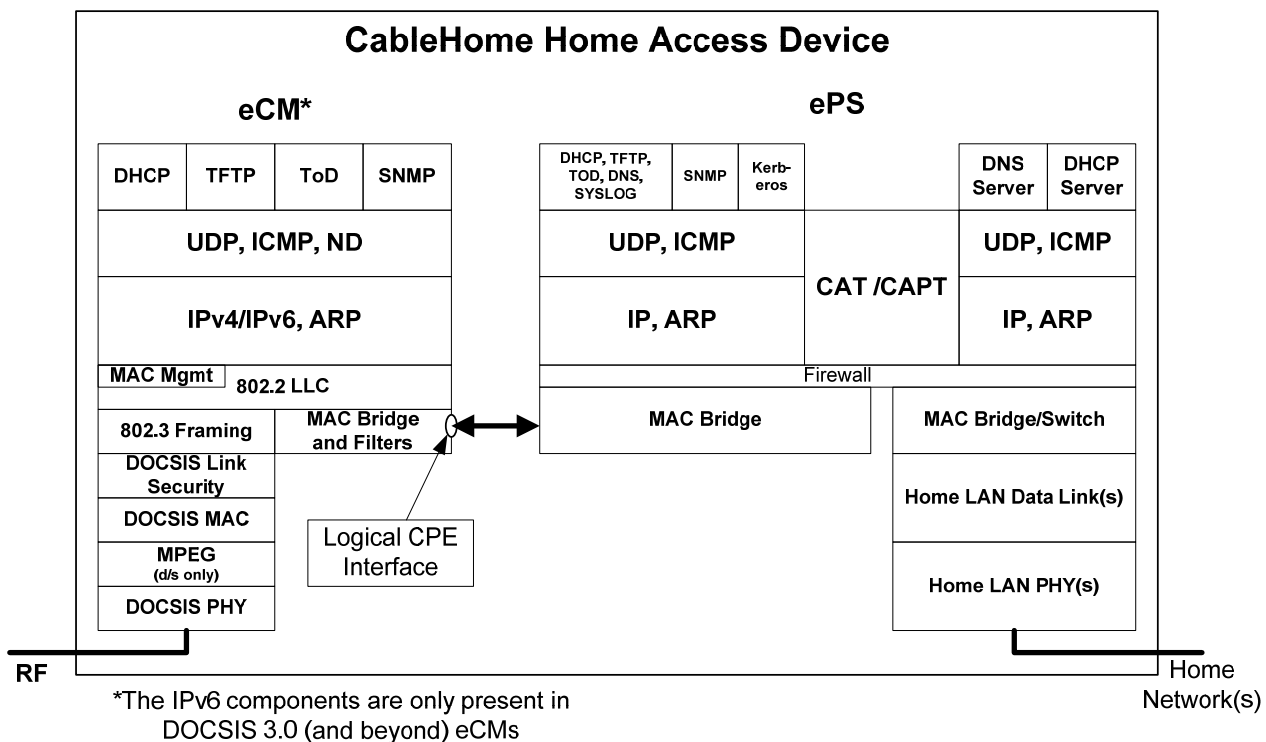 CableHome Home Access Device
eCM*
ePS
DHCP
TFTP
ToD
SNMP
UDP, ICMP, ND
IPv4/IPv6, ARP
MAC Mgmt
802.2 LLC
802.3 Framing
MAC Bridge
and Filters
DOCSIS Link
Security
DOCSIS MAC
MPEG
(d/s only)
DOCSIS PHY
Logical CPE
Interface
DHCP, TFTP,
TOD, DNS,
SYSLOG
SNMP
Kerb-
eros
UDP, ICMP
IP, ARP
CAT /CAPT
DNS
Server
DHCP
Server
UDP, ICMP
IP, ARP
Firewall
MAC Bridge
MAC Bridge/Switch
Home LAN Data Link(s)
Home LAN PHY(s)
RF
Home
Network(s)
*The IPv6 components are only present in
DOCSIS 3.0 (and beyond) eCMs